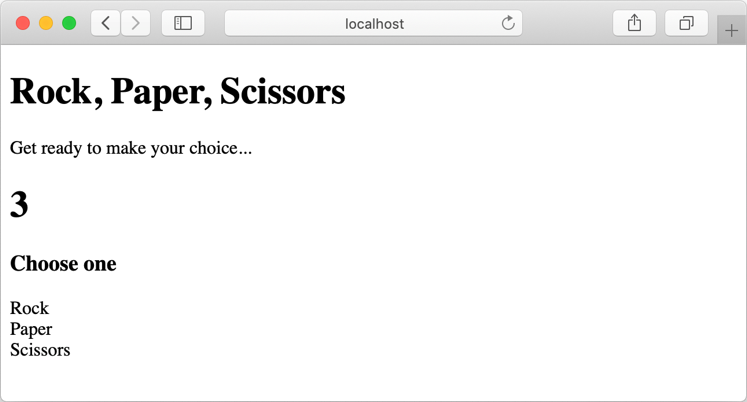 localhost
Rock, Paper, Scissors
Get ready to make your choice...
3
Choose one
Rock
Paper
Scissors